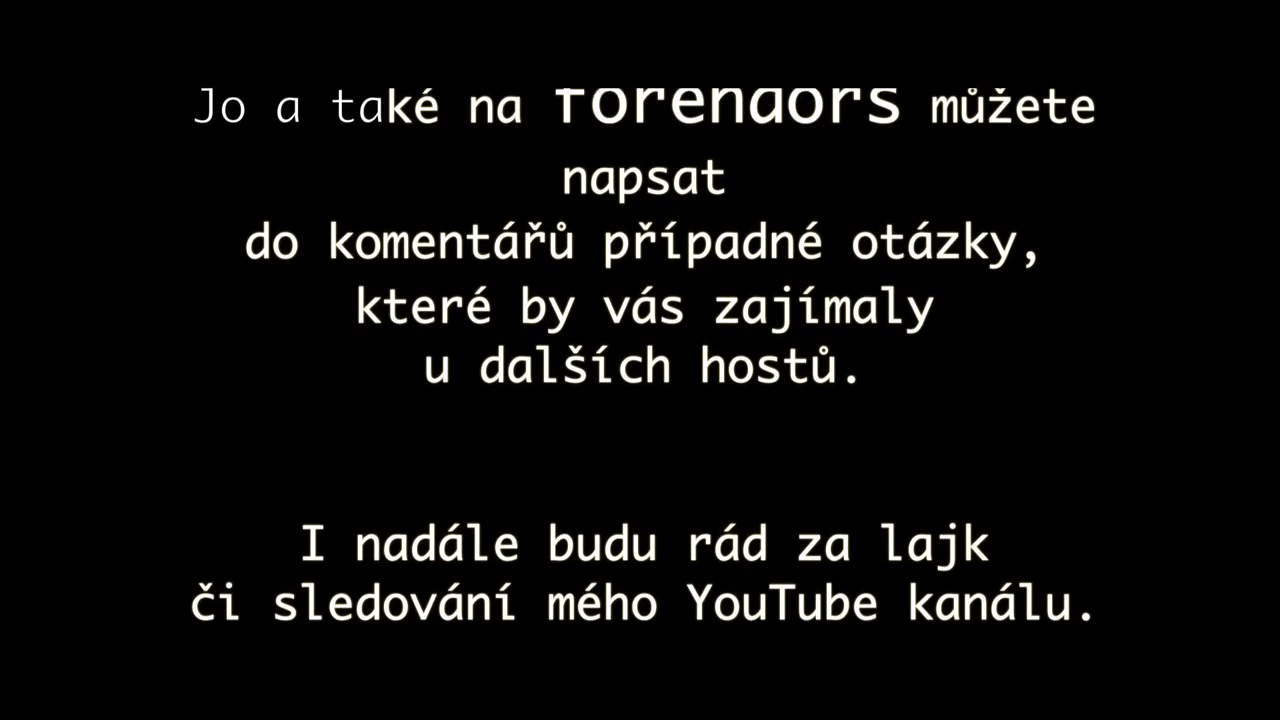 Jo a také na forendors můžete
napsat
do komentářů případné otázky,
které by vás zajímaly
u dalších hostů.
I nadále budu rád za lajk
či sledování mého YouTube kanálu.